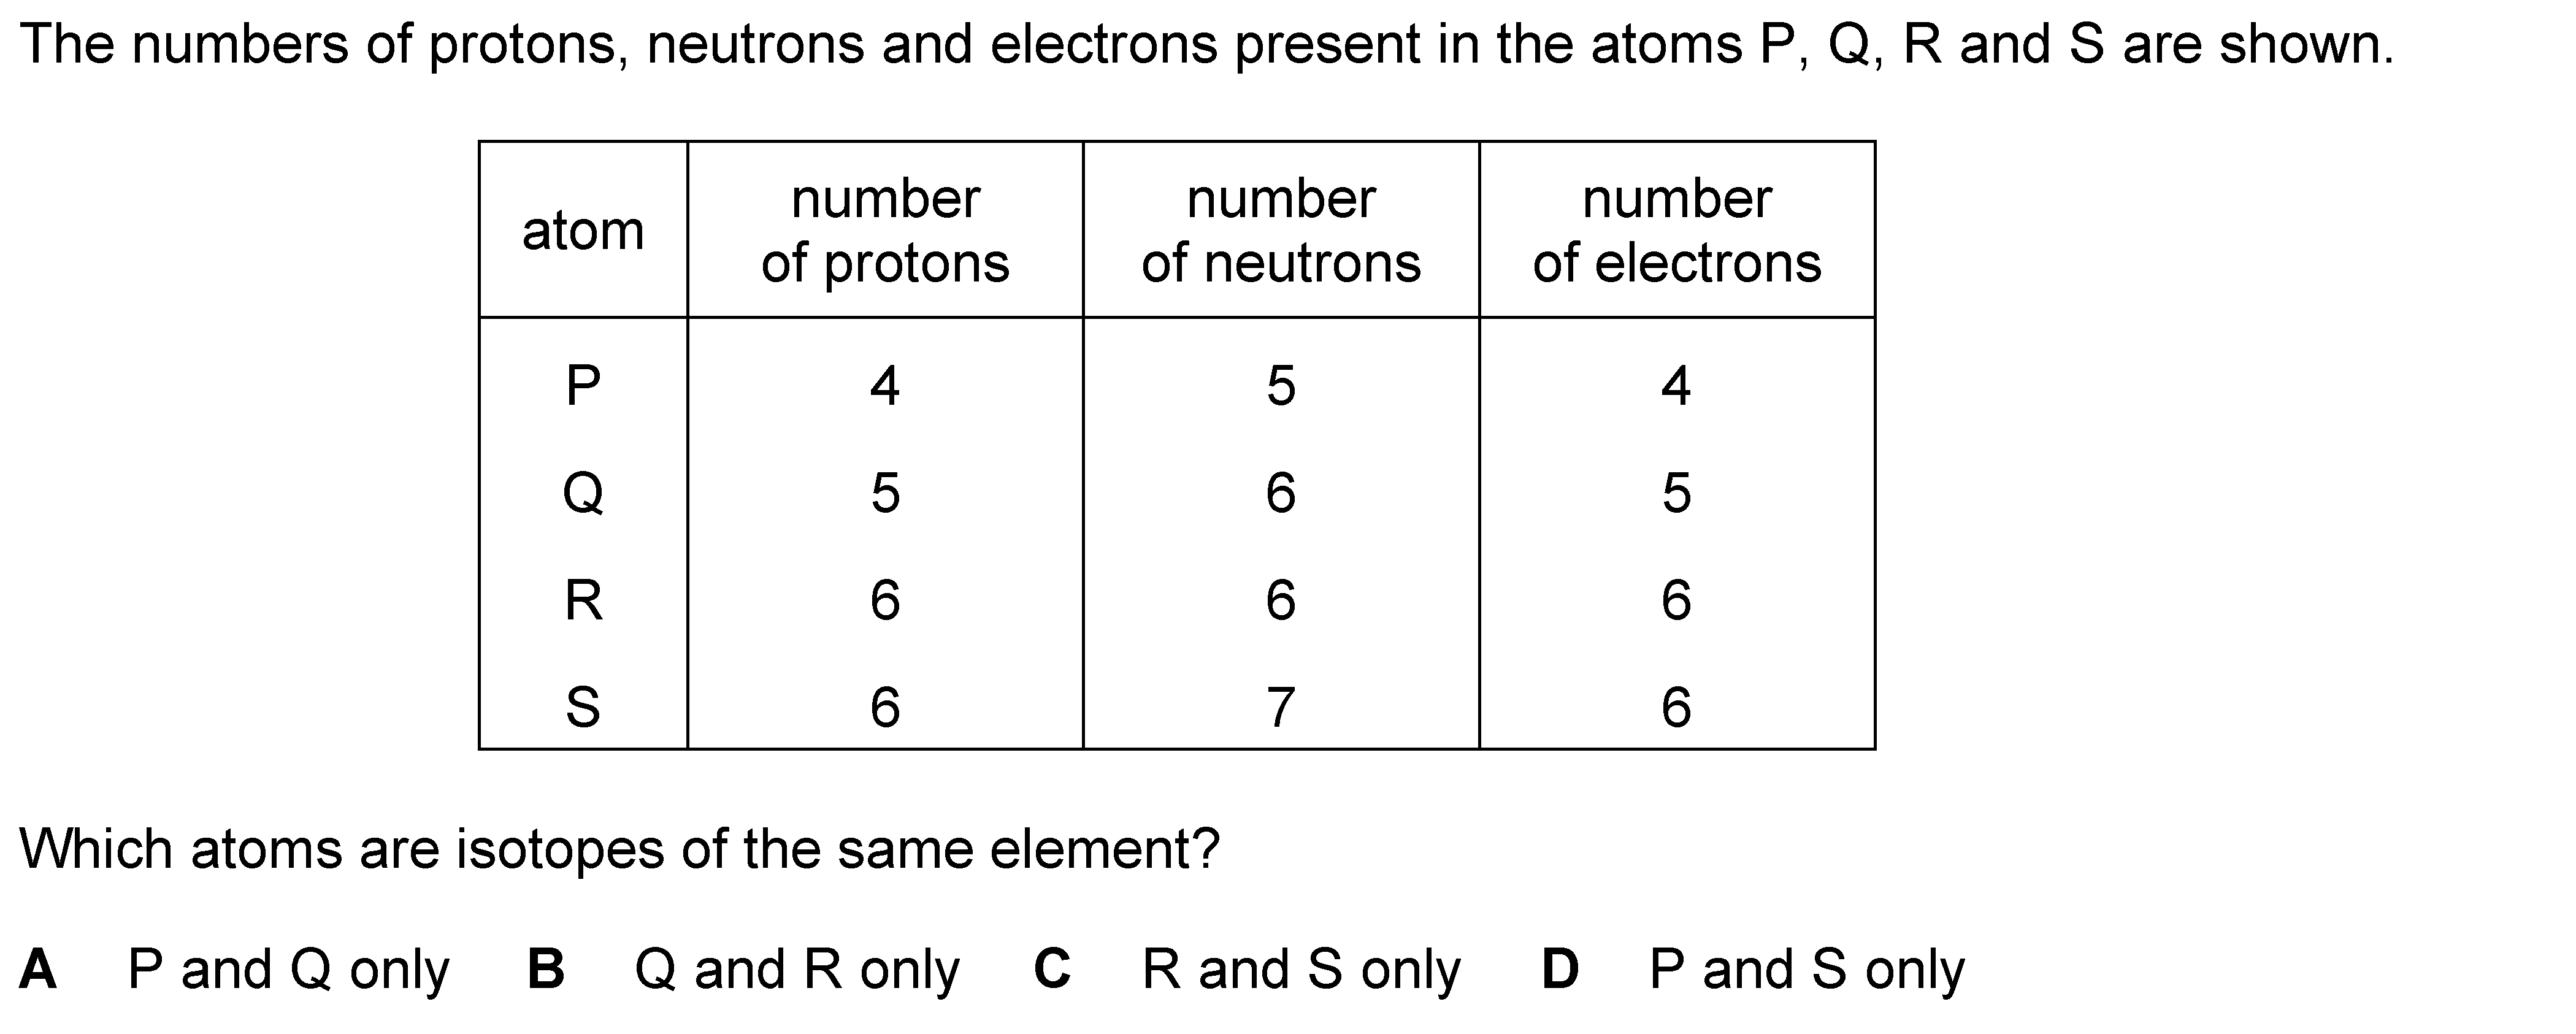 The numbers of protons, neutrons and electrons present in the atoms P, Q, R and S are shown.
atom number of protons number of neutrons number of electrons
P 4 5 4
Q 5 6 5
R 6 6 6
S 6 7 6
Which atoms are isotopes of the same element?
A P and Q only B Q and R only C R and S only D P and S only